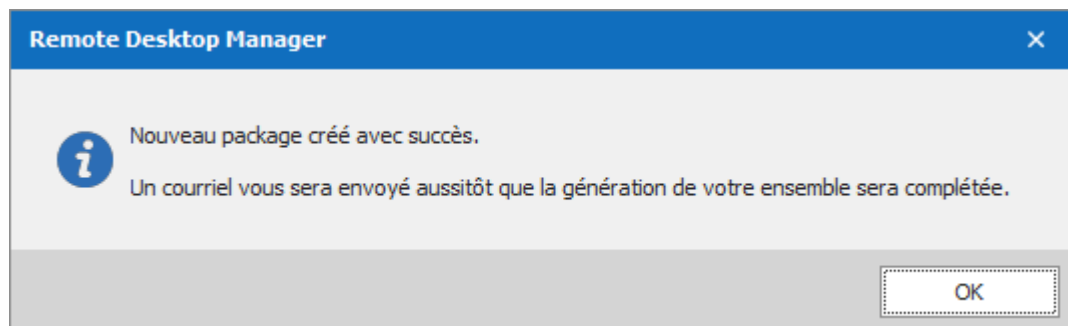 Remote Desktop Manager
Nouveau package créé avec succès.
Un courriel vous sera envoyé aussitôt que la génération de votre ensemble sera complétée.
OK